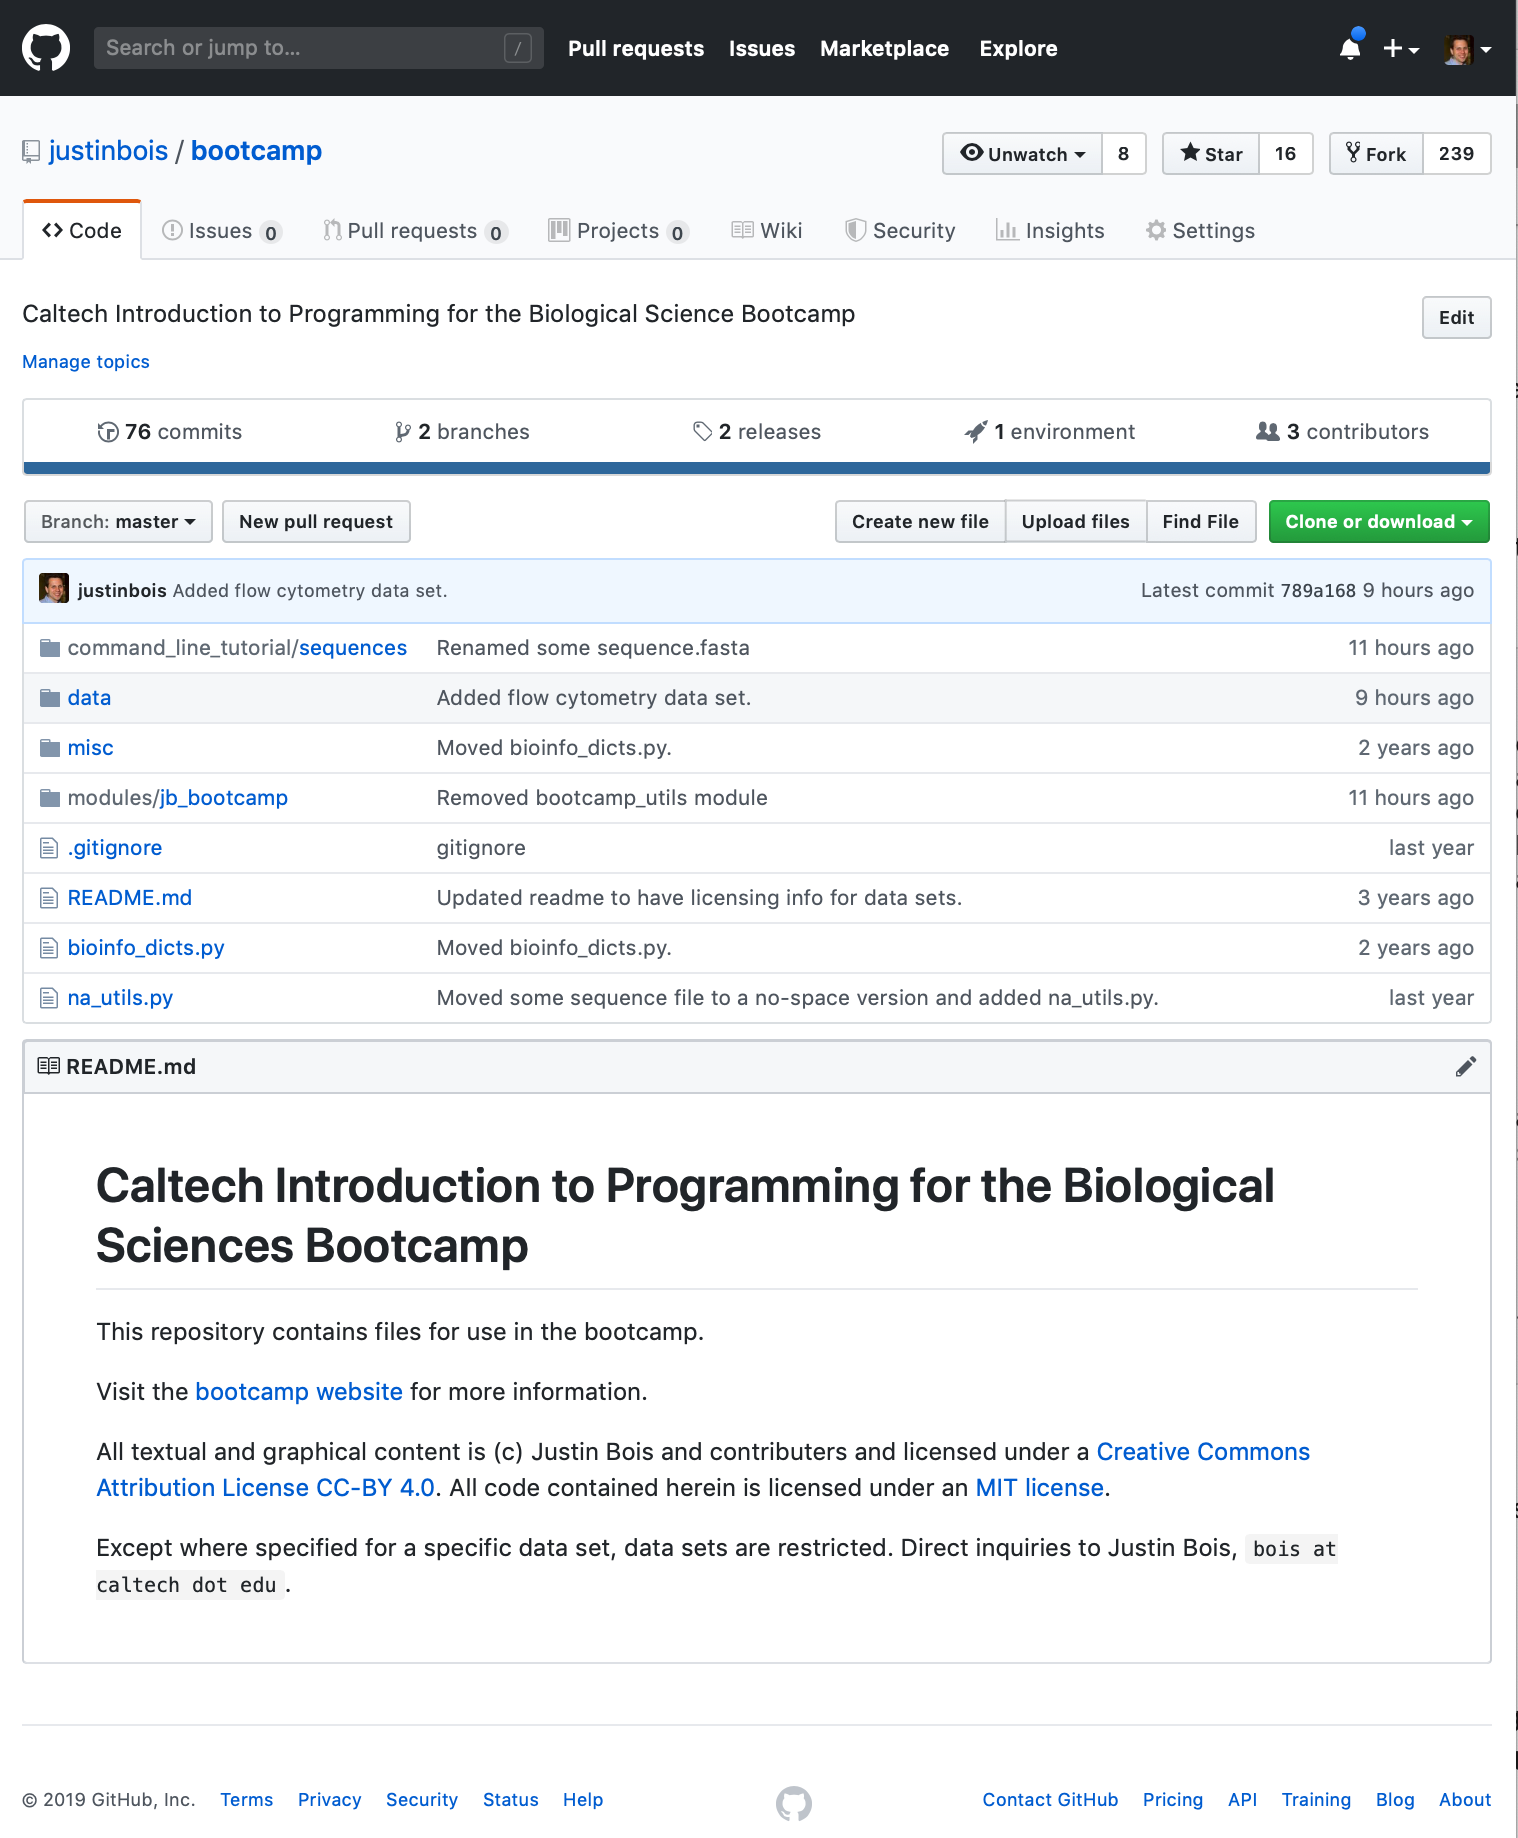 Search or jump to... / Pull requests Issues Marketplace Explore
justinbois / bootcamp Unwatch 8 Star 16 Fork 239
Code Issues 0 Pull requests 0 Projects 0 Wiki Security Insights Settings
Caltech Introduction to Programming for the Biological Science Bootcamp Edit
Manage topics
76 commits 2 branches 2 releases 1 environment 3 contributors
Branch: master New pull request Create new file Upload files Find File Clone or download
justinbois Added flow cytometry data set. Latest commit 789a168 9 hours ago
command_line_tutorial/sequences Renamed some sequence.fasta 11 hours ago
data Added flow cytometry data set. 9 hours ago
misc Moved bioinfo_dicts.py. 2 years ago
modules/jb_bootcamp Removed bootcamp_utils module 11 hours ago
.gitignore gitignore last year
README.md Updated readme to have licensing info for data sets. 3 years ago
bioinfo_dicts.py Moved bioinfo_dicts.py. 2 years ago
na_utils.py Moved some sequence file to a no-space version and added na_utils.py. last year
README.md
Caltech Introduction to Programming for the Biological
Sciences Bootcamp
This repository contains files for use in the bootcamp.
Visit the bootcamp website for more information.
All textual and graphical content is (c) Justin Bois and contributers and licensed under a Creative Commons
Attribution License CC-BY 4.0. All code contained herein is licensed under an MIT license.
Except where specified for a specific data set, data sets are restricted. Direct inquiries to Justin Bois, bois at
caltech dot edu.
© 2019 GitHub, Inc. Terms Privacy Security Status Help Contact GitHub Pricing API Training Blog About